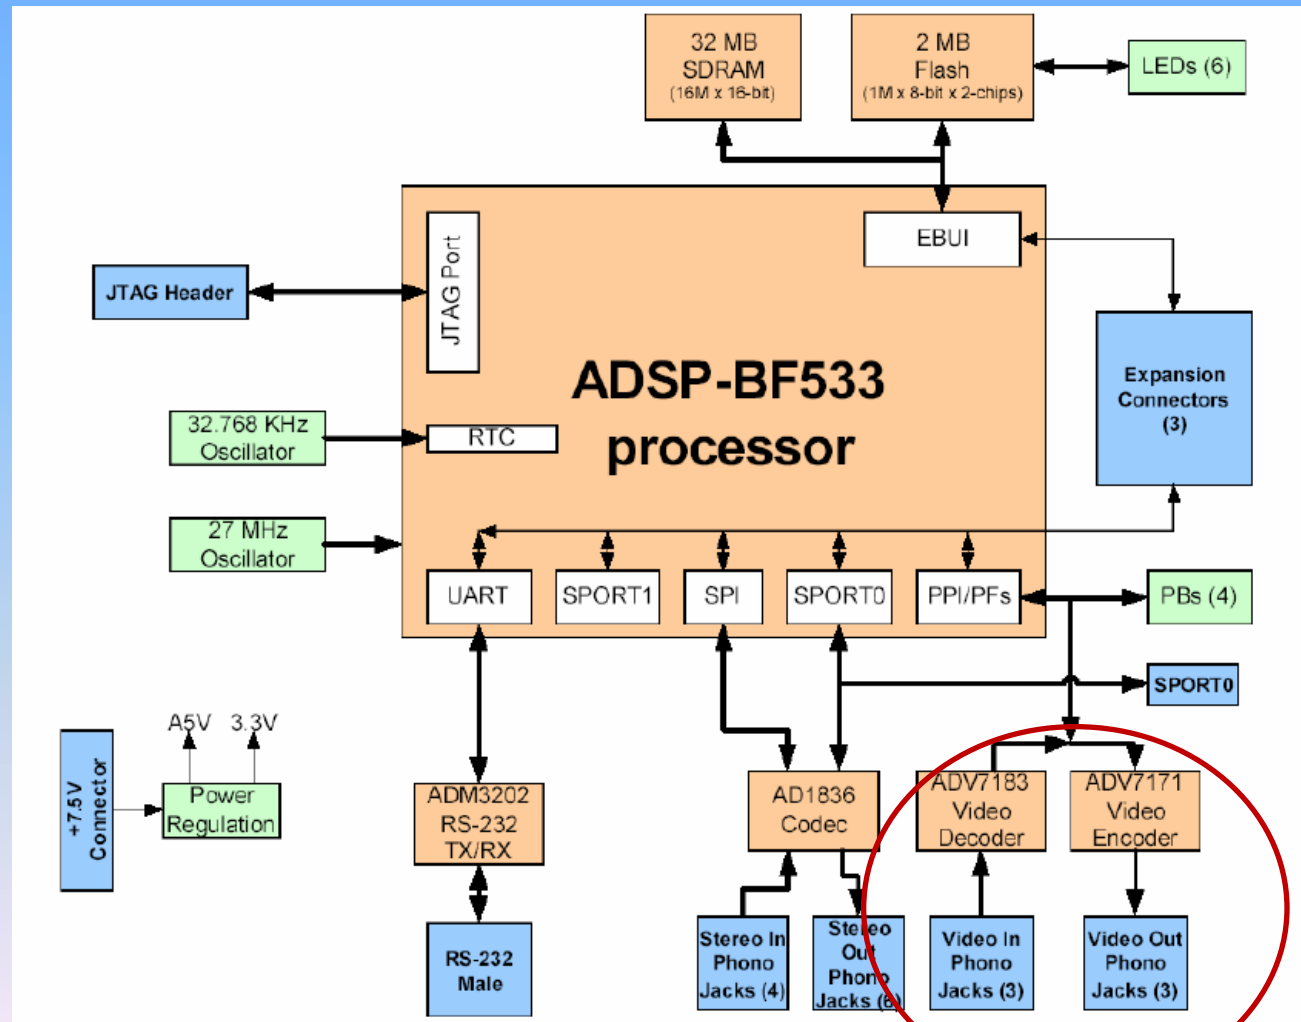 32 MB
SDRAM
(16M x 16-bit)
2 MB
Flash
(1M x 8-bit x 2-chips)
LEDs (6)
EBUI
JTAG Port
JTAG Header
ADSP-BF533
processor
Expansion
Connectors
(3)
32.768 KHz
Oscillator
RTC
27 MHz
Oscillator
UART
SPORT1
SPI
SPORT0
PPI/PFs
PBs (4)
SPORT0
A5V
3.3V
+7.5V
Connector
Power
Regulation
ADM3202
RS-232
TX/RX
AD1836
Codec
ADV7183
Video
Decoder
ADV7171
Video
Encoder
RS-232
Male
Stereo In
Phono
Jacks (4)
Stereo
Out
Phono
Jacks (6)
Video In
Phono
Jacks (3)
Video Out
Phono
Jacks (3)